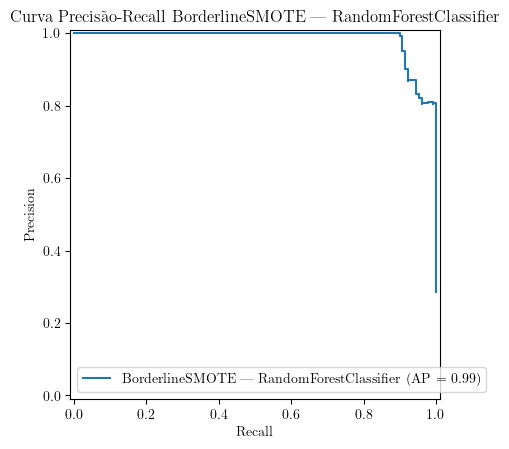 Curva Precisão-Recall BorderlineSMOTE — RandomForestClassifier
1.0
0.8
0.6
0.4
0.2
0.0
Precision
BorderlineSMOTE — RandomForestClassifier (AP = 0.99)
0.0 0.2 0.4 0.6 0.8 1.0
Recall